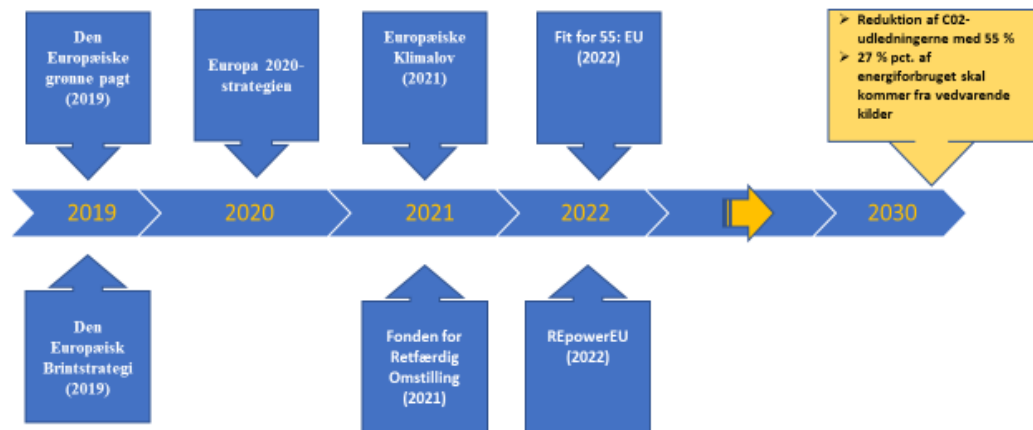 Den
Europæiske
grønne pagt
(2019)
Europa 2020-
strategien
Europæiske
Klimalov
(2021)
Fit for 55: EU
(2022)
➢ Reduktion af C02-
udledningerne med 55 %
➢ 27 % pct. af
energiforbruget skal
kommer fra vedvarende
kilder
2019
2020
2021
2022
2030
Den
Europæisk
Brintstrategi
(2019)
Fonden for
Retfærdig
Omstilling
(2021)
REpowerEU
(2022)